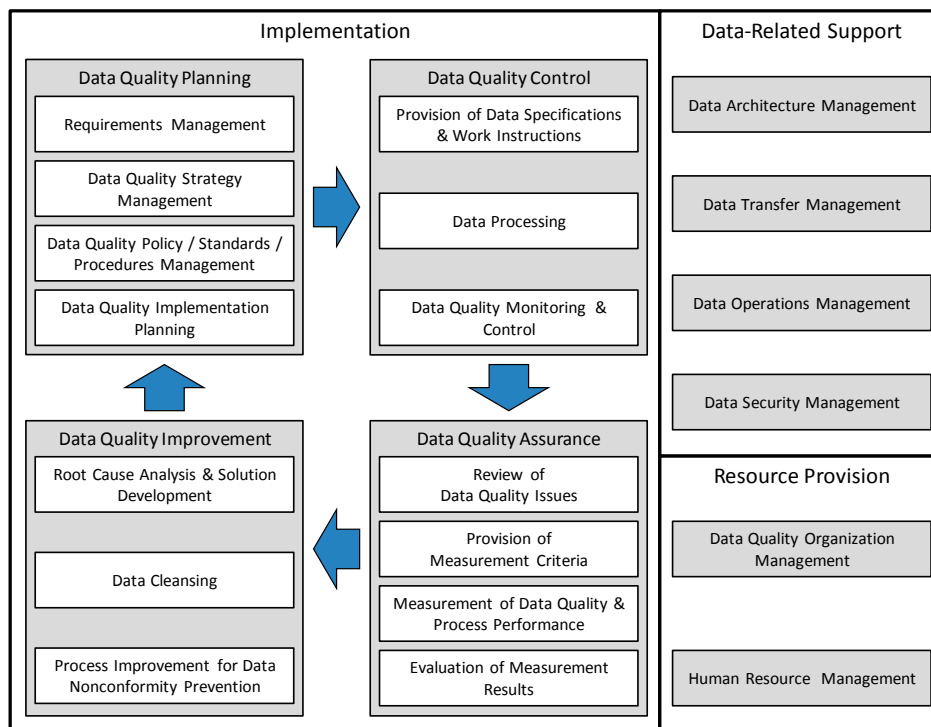 Implementation
Data Quality Planning
Requirements Management
Data Quality Strategy
Management
Data Quality Policy / Standards /
Procedures Management
Data Quality Implementation
Planning
Data Quality Control
Provision of Data Specifications
& Work Instructions
Data Processing
Data Quality Monitoring &
Control
Data Quality Improvement
Root Cause Analysis & Solution
Development
Data Cleansing
Process Improvement for Data
Nonconformity Prevention
Data Quality Assurance
Review of
Data Quality Issues
Provision of
Measurement Criteria
Measurement of Data Quality &
Process Performance
Evaluation of Measurement
Results
Data-Related Support
Data Architecture Management
Data Transfer Management
Data Operations Management
Data Security Management
Resource Provision
Data Quality Organization
Management
Human Resource Management